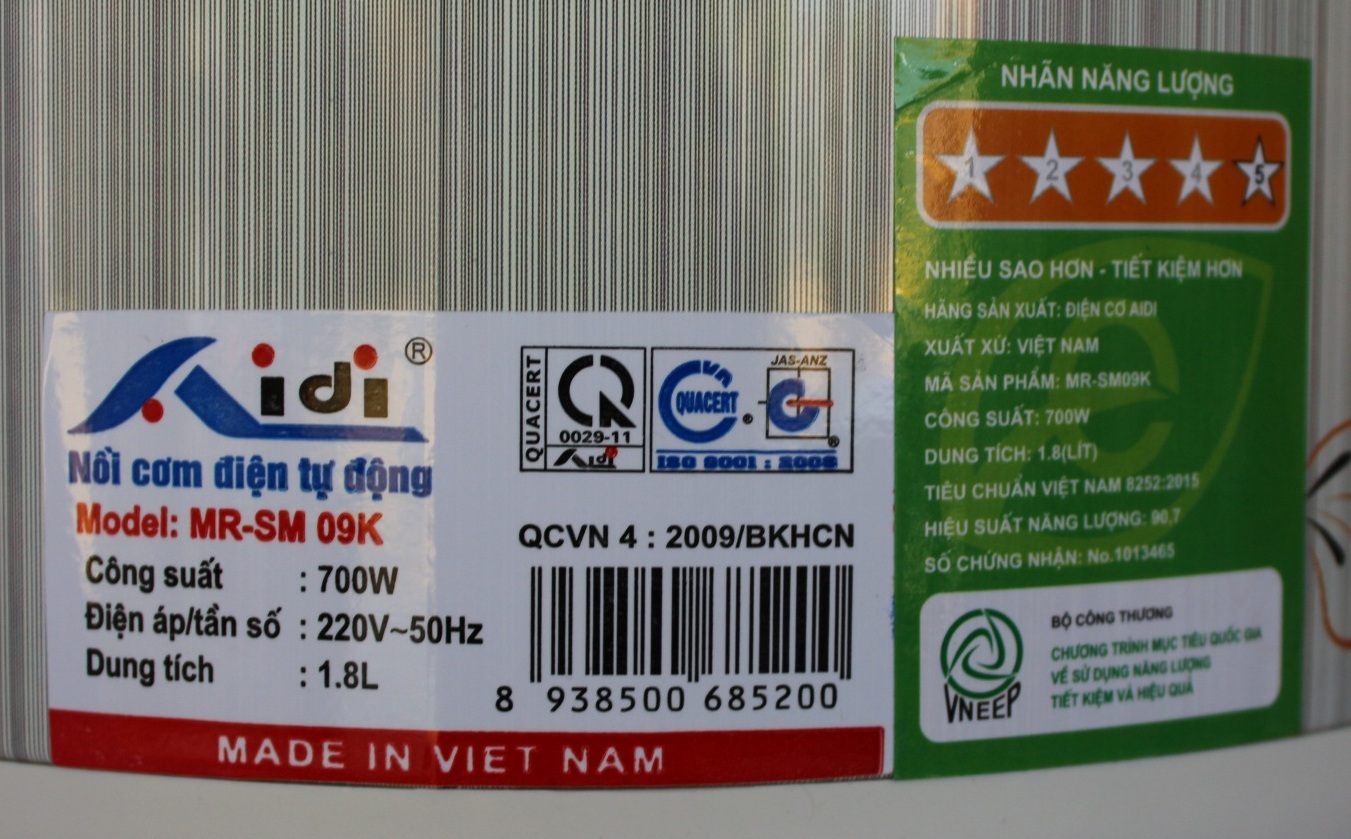 Aidi ®
Nồi cơm điện tự động
Model: MR-SM 09K
Công suất : 700W
Điện áp/tần số : 220V~50Hz
Dung tích : 1.8L
QUACERT
0029-11
Aidi
QUACERT ®
JAS-ANZ
®
ISO 9001 : 2008
QCVN 4 : 2009/BKHCN
8 938500 685200
MADE IN VIET NAM
NHÃN NĂNG LƯỢNG
1 2 3 4 5
NHIỀU SAO HƠN - TIẾT KIỆM HƠN
HÃNG SẢN XUẤT: ĐIỆN CƠ AIDI
XUẤT XỨ: VIỆT NAM
MÃ SẢN PHẨM: MR-SM09K
CÔNG SUẤT: 700W
DUNG TÍCH: 1.8(LÍT)
TIÊU CHUẨN VIỆT NAM 8252:2015
HIỆU SUẤT NĂNG LƯỢNG: 90.7
SỐ CHỨNG NHẬN: No.1013465
VNEEP
BỘ CÔNG THƯƠNG
CHƯƠNG TRÌNH MỤC TIÊU QUỐC GIA
VỀ SỬ DỤNG NĂNG LƯỢNG
TIẾT KIỆM VÀ HIỆU QUẢ